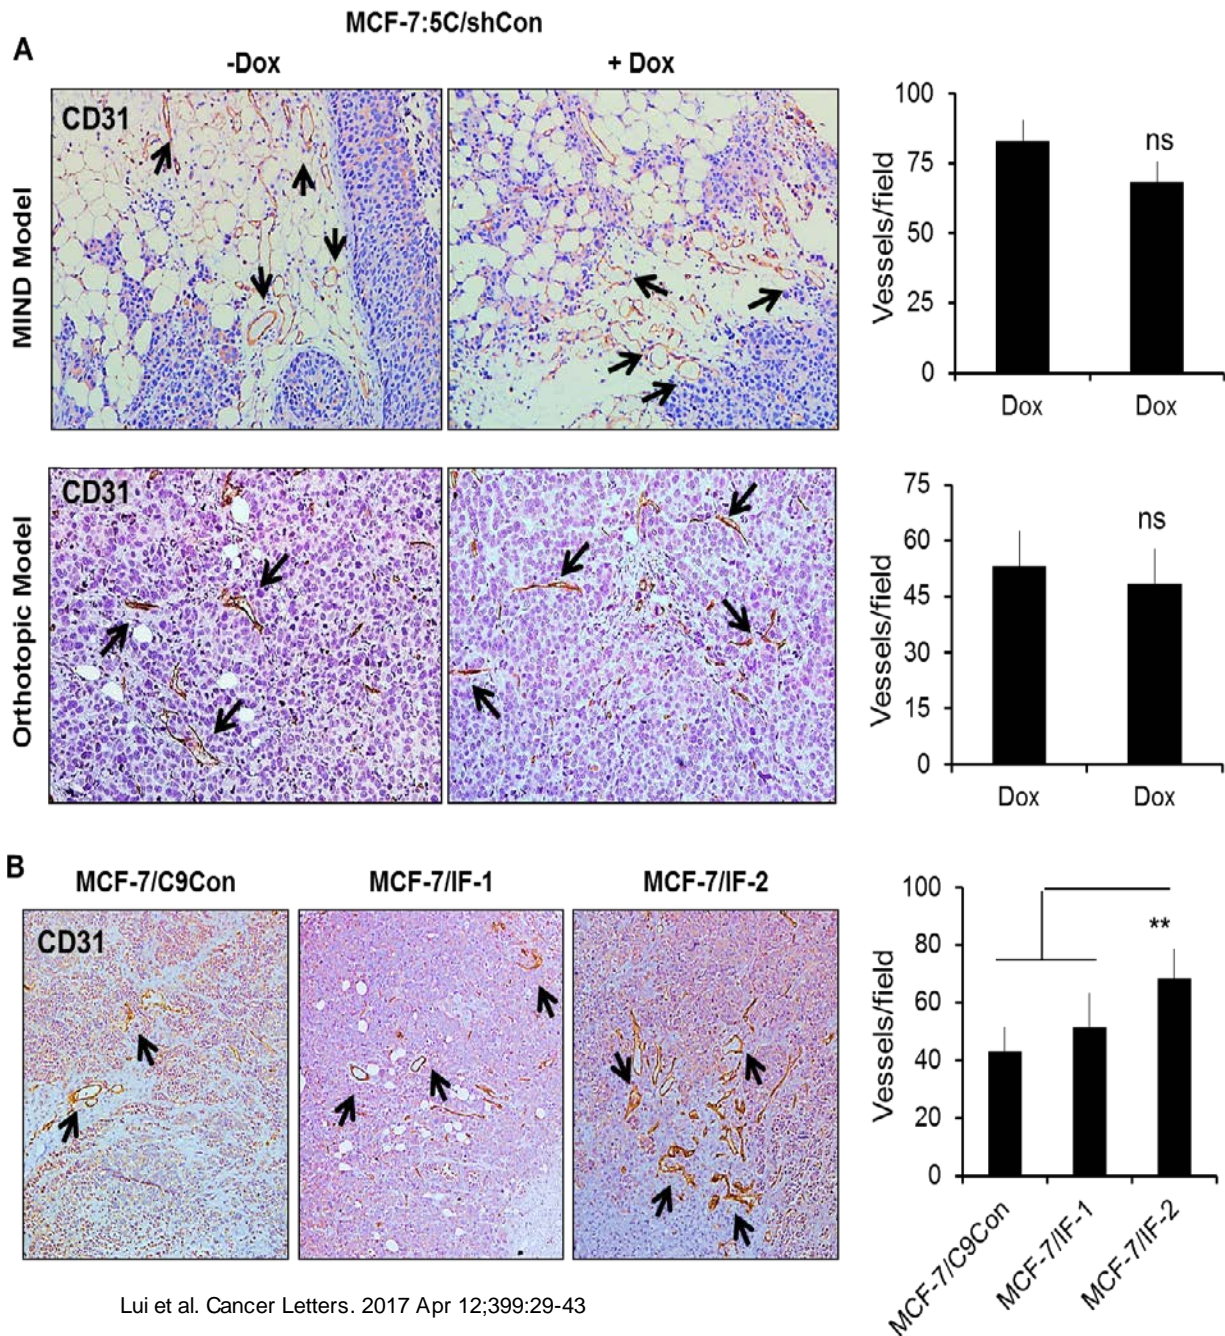 MCF-7:5C/shCon
A
-Dox
+ Dox
MIND Model
CD31
Vessels/field
100
75
50
25
0
ns
Dox
Dox
Orthotopic Model
CD31
Vessels/field
75
60
45
30
15
0
ns
Dox
Dox
B
MCF-7/C9Con
MCF-7/IF-1
MCF-7/IF-2
CD31
Vessels/field
100
80
60
40
20
0
**
MCF-7/C9Con
MCF-7/IF-1
MCF-7/IF-2
Lui et al. Cancer Letters. 2017 Apr 12;399:29-43